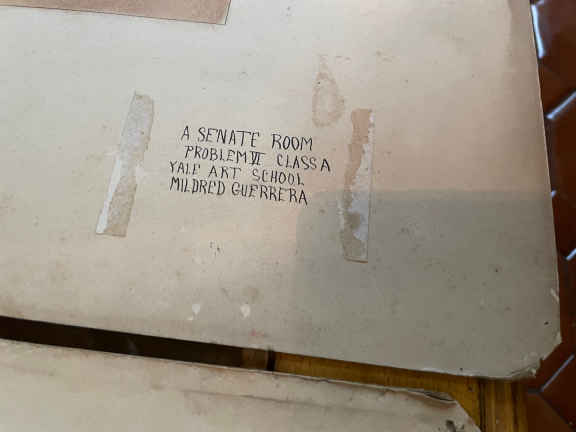 A SENATE ROOM
PROBLEM VI CLASS A
YALE ART SCHOOL
MILDRED GUERRERA